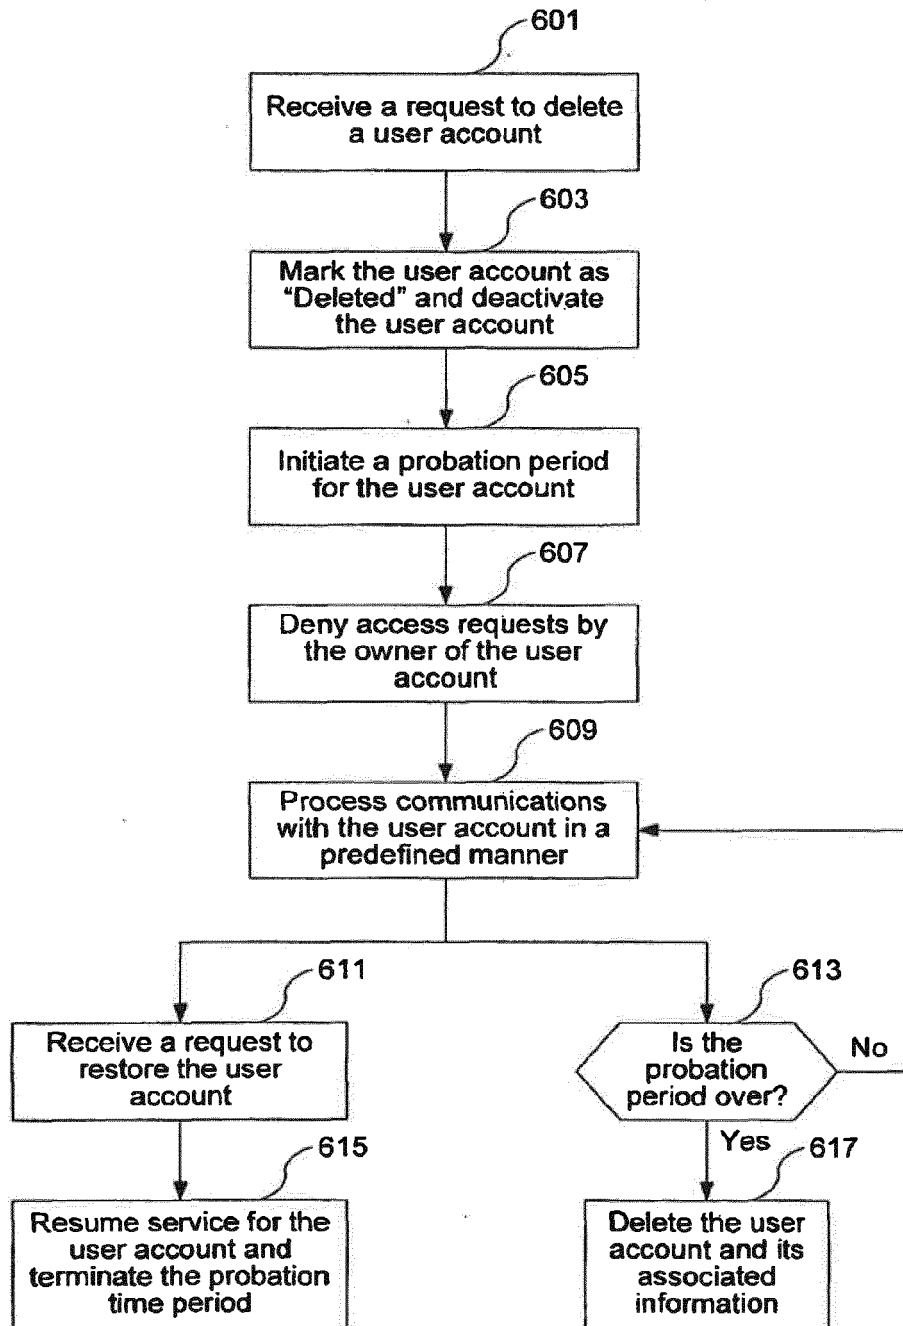 601
Receive a request to delete
a user account
603
Mark the user account as
“Deleted” and deactivate
the user account
605
Initiate a probation period
for the user account
607
Deny access requests by
the owner of the user
account
609
Process communications
with the user account in a
predefined manner
611
Receive a request to
restore the user
account
613
Is the
probation
period over?
No
Yes
615
Resume service for the
user account and
terminate the probation
time period
617
Delete the user
account and its
associated
information